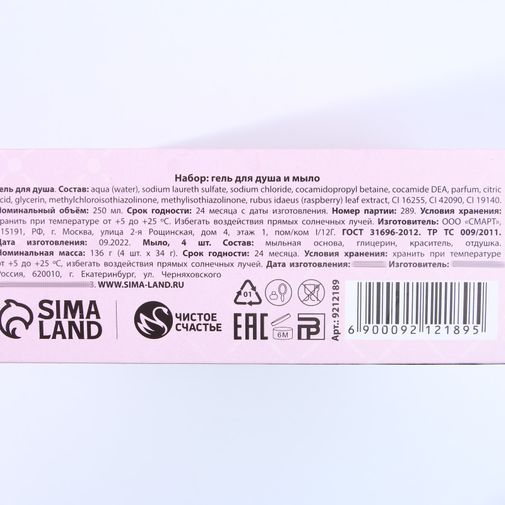 Набор: гель для душа и мыло
ель для душа. Состав: aqua (water), sodium laureth sulfate, sodium chloride, cocamidopropyl betaine, cocamide DEA, parfum, citric
cid, glycerin, methylchloroisothiazolinone, methylisothiazolinone, rubus idaeus (raspberry) leaf extract, CI 16255, CI 42090, CI 19140.
Номинальный объём: 250 мл. Срок годности: 24 месяца с даты изготовления. Номер партии: 289. Условия хранения:
хранить при температуре от +5 до +25 ºС, избегать воздействия прямых солнечных лучей. Изготовитель: ООО «СМАРТ»,
15191, РФ, г. Москва, улица 2-я Рощинская, дом 4, этаж 1, пом/ком I/12Г. ГОСТ 31696-2012. ТР ТС 009/2011.
Дата изготовления: 09.2022. Мыло, 4 шт. Состав: мыльная основа, глицерин, краситель, отдушка.
Номинальная масса: 136 г (4 шт. х 34 г). Срок годности: 24 месяца. Условия хранения: хранить при температуре
от +5 до +25 ºС, избегать воздействия прямых солнечных лучей. Дата изготовления: Изготовитель:
Россия, 620010, г. Екатеринбург, ул. Черняховского
3. WWW.SIMA-LAND.RU
SIMA
LAND
ЧИСТОЕ
СЧАСТЬЕ
01
EAC
6M
Арт.: 9212189
6 900092 121895